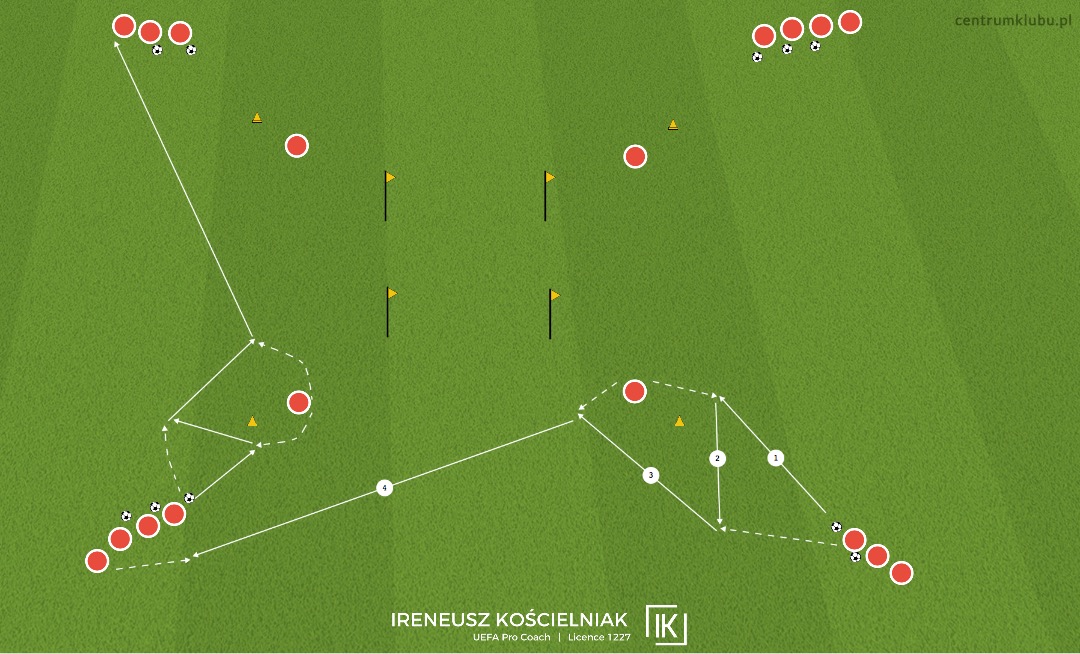 centrumklubu.pl
4
3
2
1
IRENEUSZ KOŚCIELNIAK
UEFA Pro Coach | Licence 1227
IK